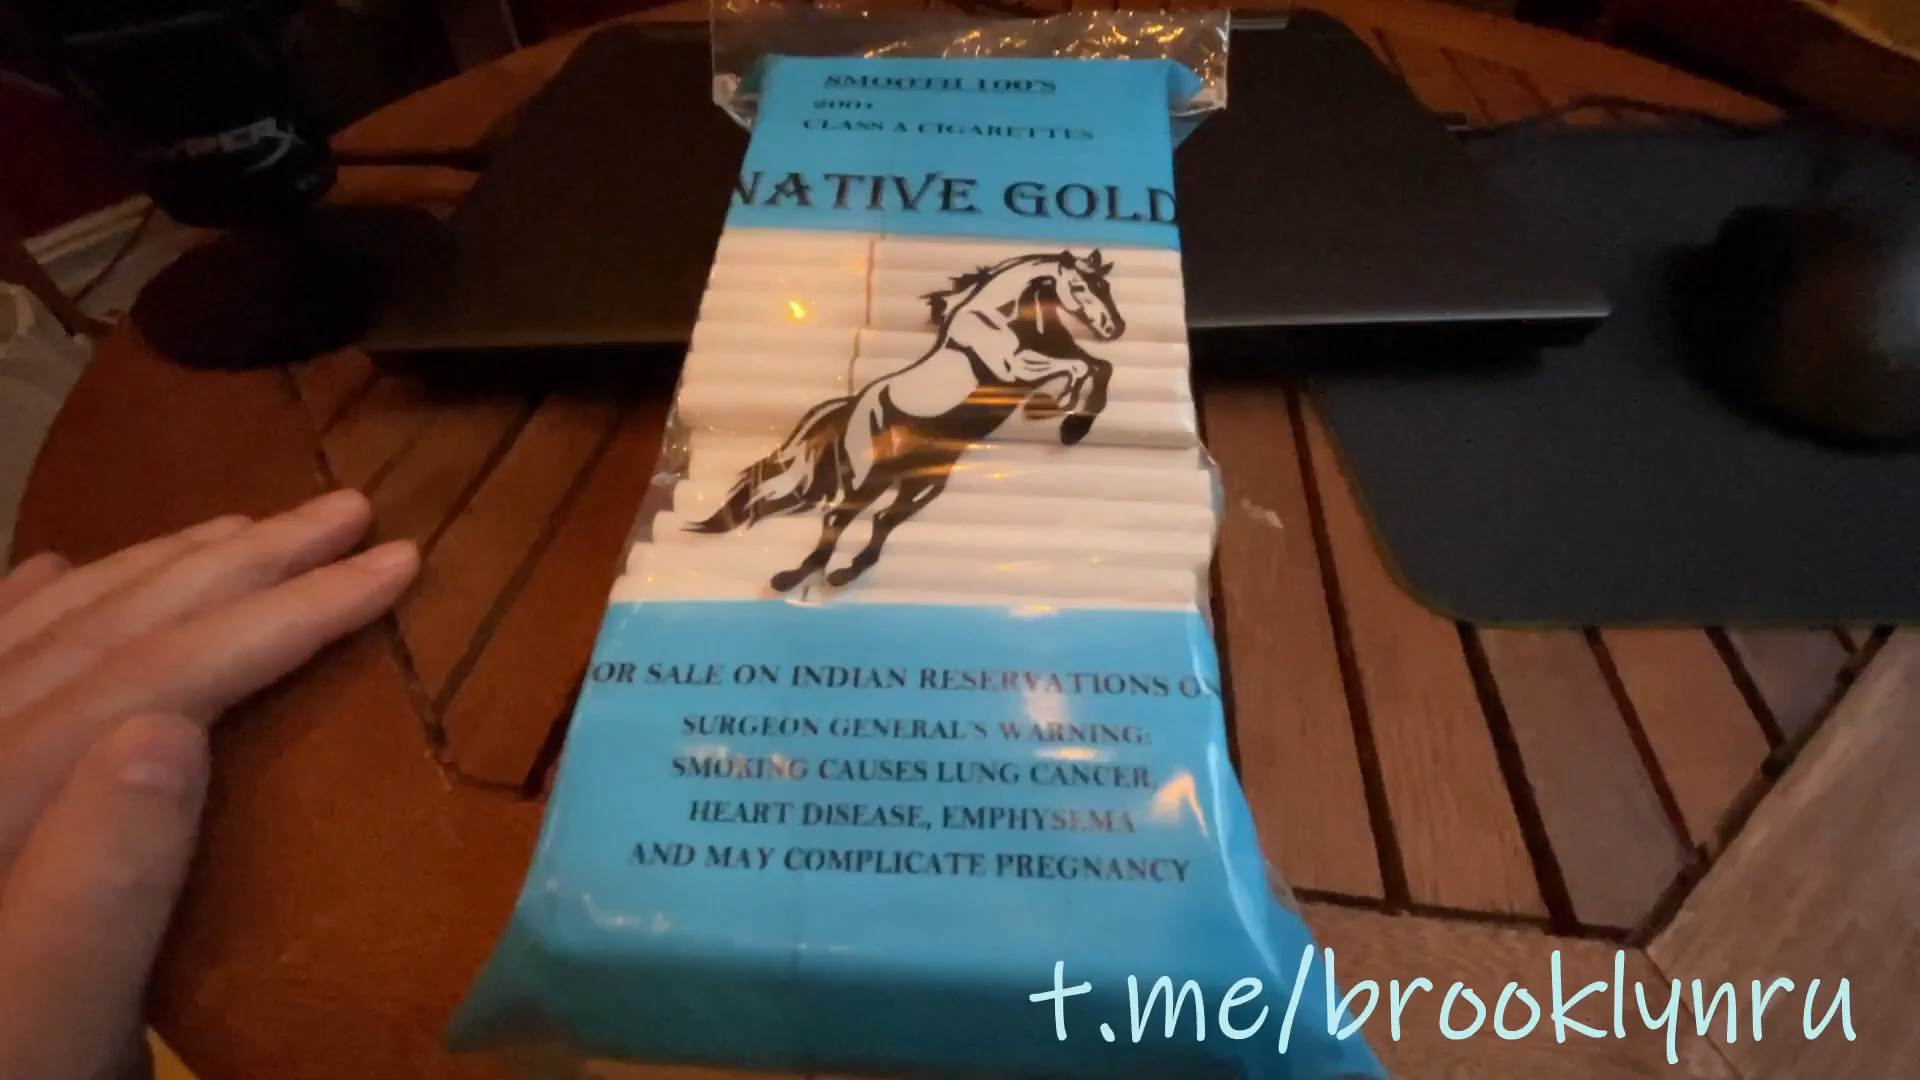 SMOOTH 100'S
200+
CLASS A CIGARETTES
NATIVE GOLD
OR SALE ON INDIAN RESERVATIONS ON
SURGEON GENERAL'S WARNING:
SMOKING CAUSES LUNG CANCER,
HEART DISEASE, EMPHYSEMA
AND MAY COMPLICATE PREGNANCY
t.me/brooklynru